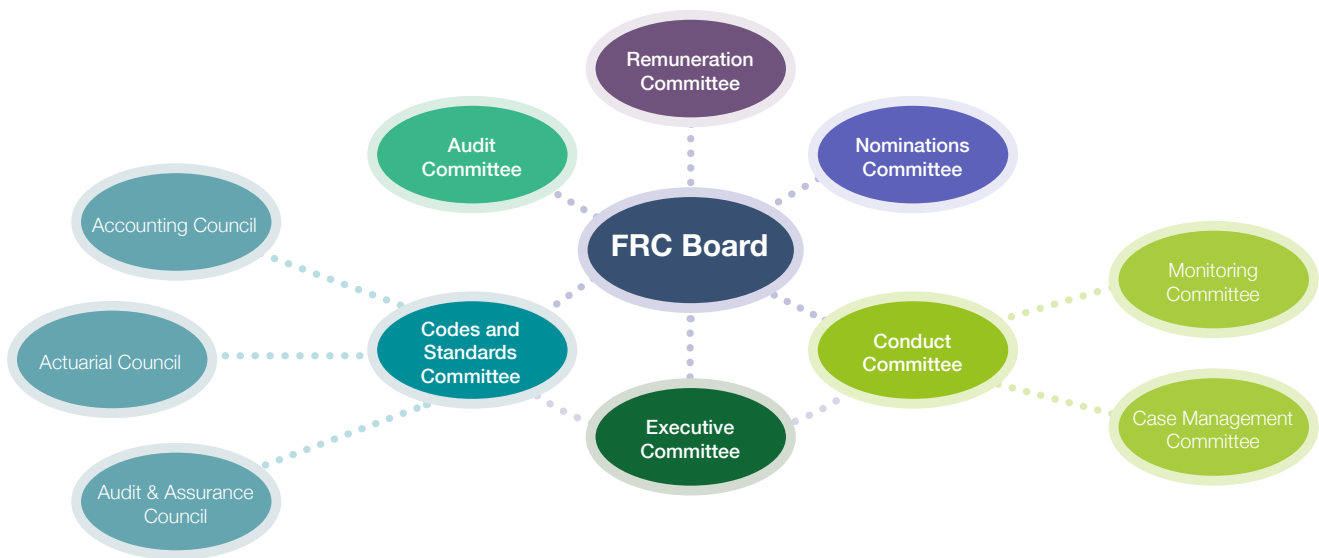 Remuneration
Committee
Audit
Committee
Nominations
Committee
Accounting Council
FRC Board
Monitoring
Committee
Codes and
Standards
Committee
Conduct
Committee
Actuarial Council
Executive
Committee
Case Management
Committee
Audit & Assurance
Council